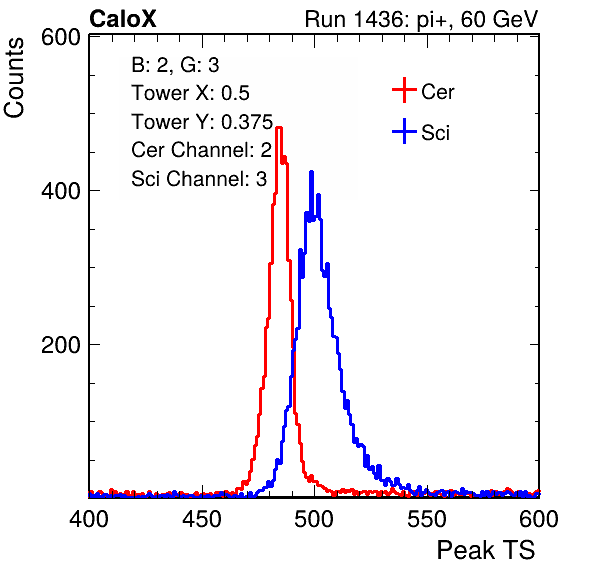 CaloX Run 1436: pi+, 60 GeV
Counts
600
400
200
B: 2, G: 3
Tower X: 0.5
Tower Y: 0.375
Cer Channel: 2
Sci Channel: 3
Cer
Sci
400 450 500 550 600
Peak TS